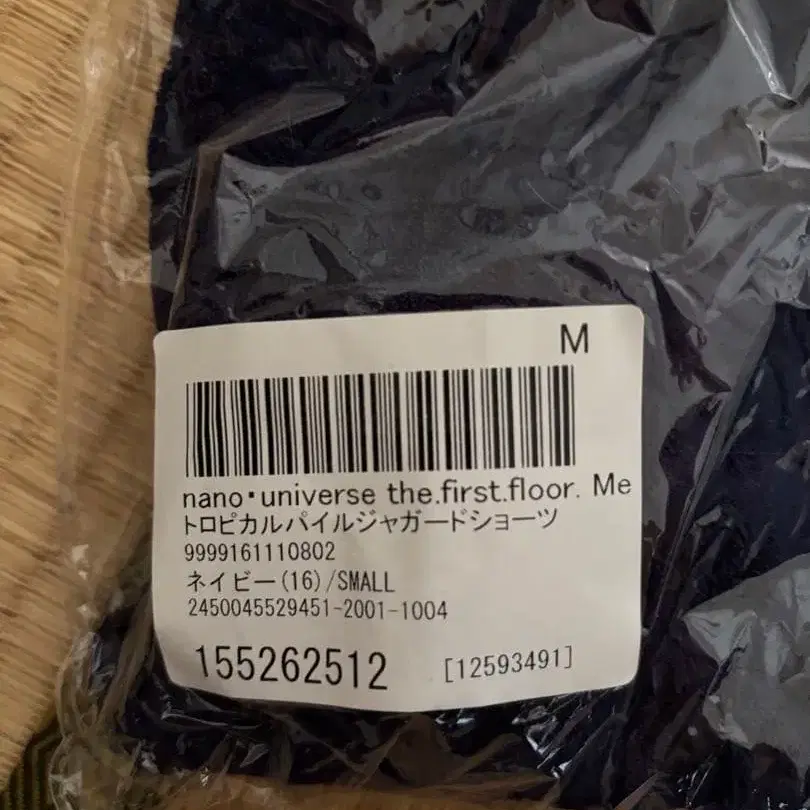 M
nano・universe the.first.floor. Me
トロピカルパイルジャガードショーツ
9999161110802
ネイビー(16)/SMALL
2450045529451-2001-1004
155262512 [12593491]